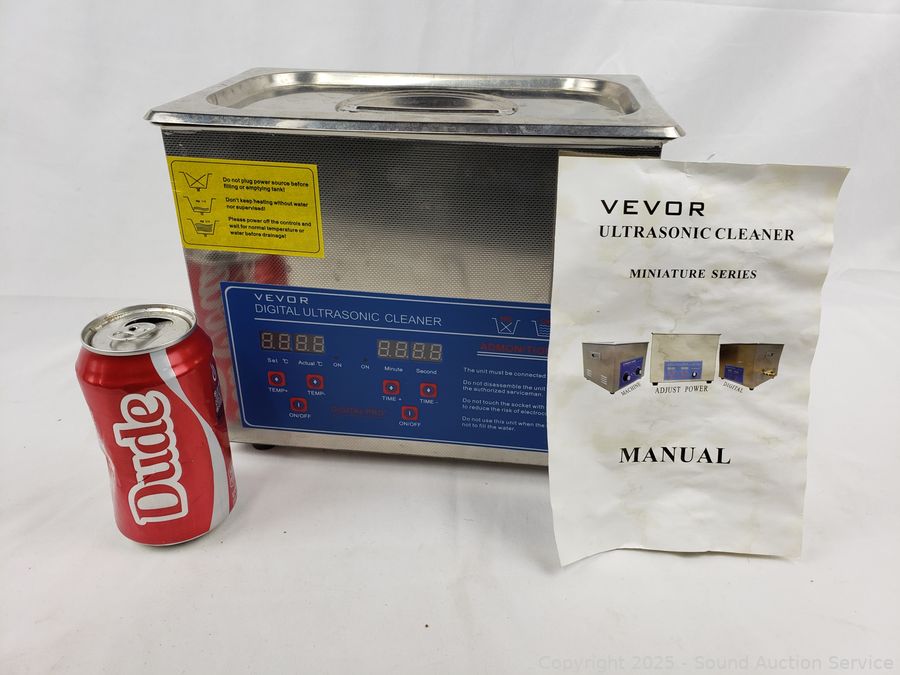 Do not plug power source before
filling or emptying tank!
Don't keep heating without water
nor supervised!
Please power off the controls and
wait for normal temperature or
water before drainage!
VEVOR
DIGITAL ULTRASONIC CLEANER
ADMONITION
Set °C
Actual °C
ON
ON
Minute
Second
TEMP+
TEMP-
TIME +
TIME -
ON/OFF
ON/OFF
DIGITAL PRO
The unit must be connected
Do not disassemble the unit
the authorized serviceman.
Do not touch the socket with
to reduce the risk of electroc
Do not use this unit when the
not to fill the water.
Dude
VEVOR
ULTRASONIC CLEANER
MINIATURE SERIES
MACHINE
ADJUST POWER
DIGITAL
MANUAL
Copyright 2025 - Sound Auction Service